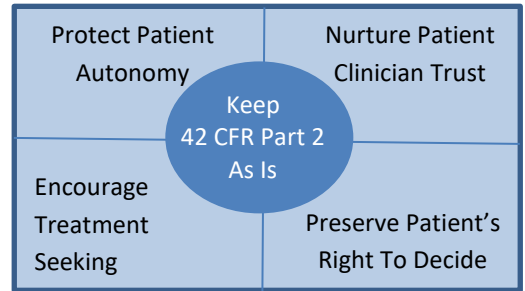 Protect Patient
Autonomy
Nurture Patient
Clinician Trust
Keep
42 CFR Part 2
As Is
Encourage
Treatment
Seeking
Preserve Patient’s
Right To Decide